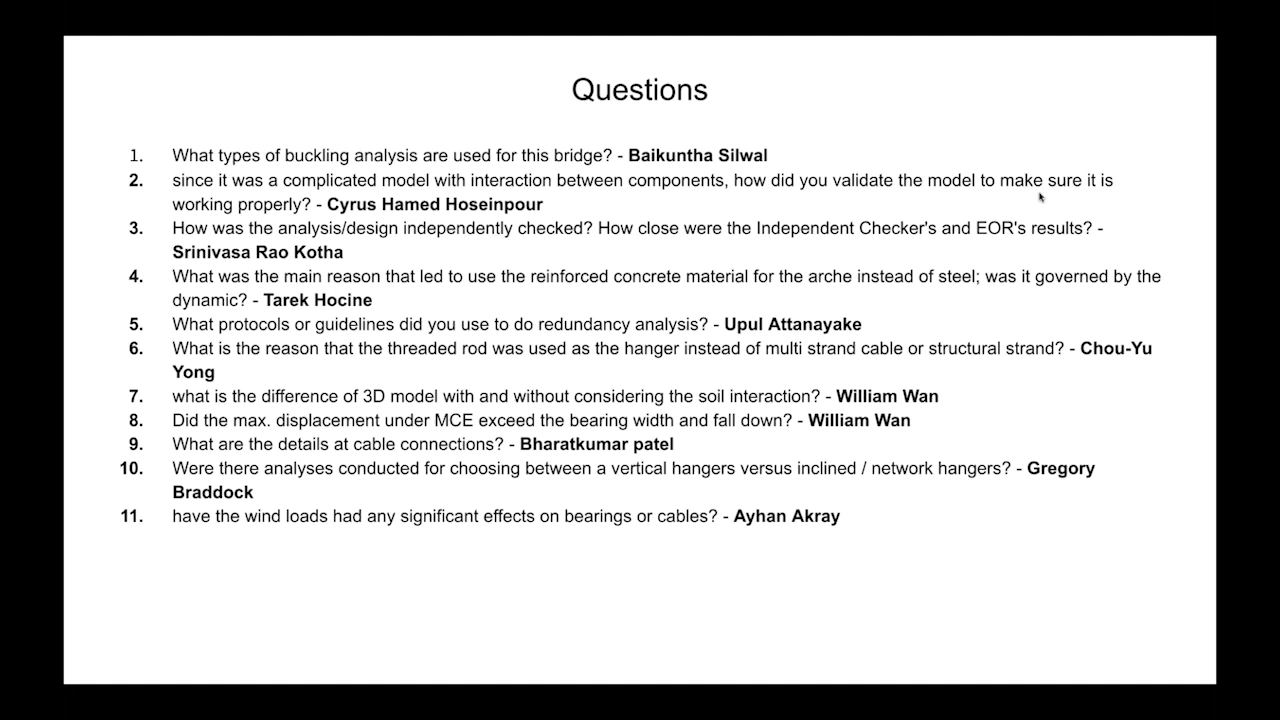 Questions
1. What types of buckling analysis are used for this bridge? - Baikuntha Silwal
2. since it was a complicated model with interaction between components, how did you validate the model to make sure it is
working properly? - Cyrus Hamed Hoseinpour
3. How was the analysis/design independently checked? How close were the Independent Checker's and EOR's results? -
Srinivasa Rao Kotha
4. What was the main reason that led to use the reinforced concrete material for the arche instead of steel; was it governed by the
dynamic? - Tarek Hocine
5. What protocols or guidelines did you use to do redundancy analysis? - Upul Attanayake
6. What is the reason that the threaded rod was used as the hanger instead of multi strand cable or structural strand? - Chou-Yu
Yong
7. what is the difference of 3D model with and without considering the soil interaction? - William Wan
8. Did the max. displacement under MCE exceed the bearing width and fall down? - William Wan
9. What are the details at cable connections? - Bharatkumar patel
10. Were there analyses conducted for choosing between a vertical hangers versus inclined / network hangers? - Gregory
Braddock
11. have the wind loads had any significant effects on bearings or cables? - Ayhan Akray